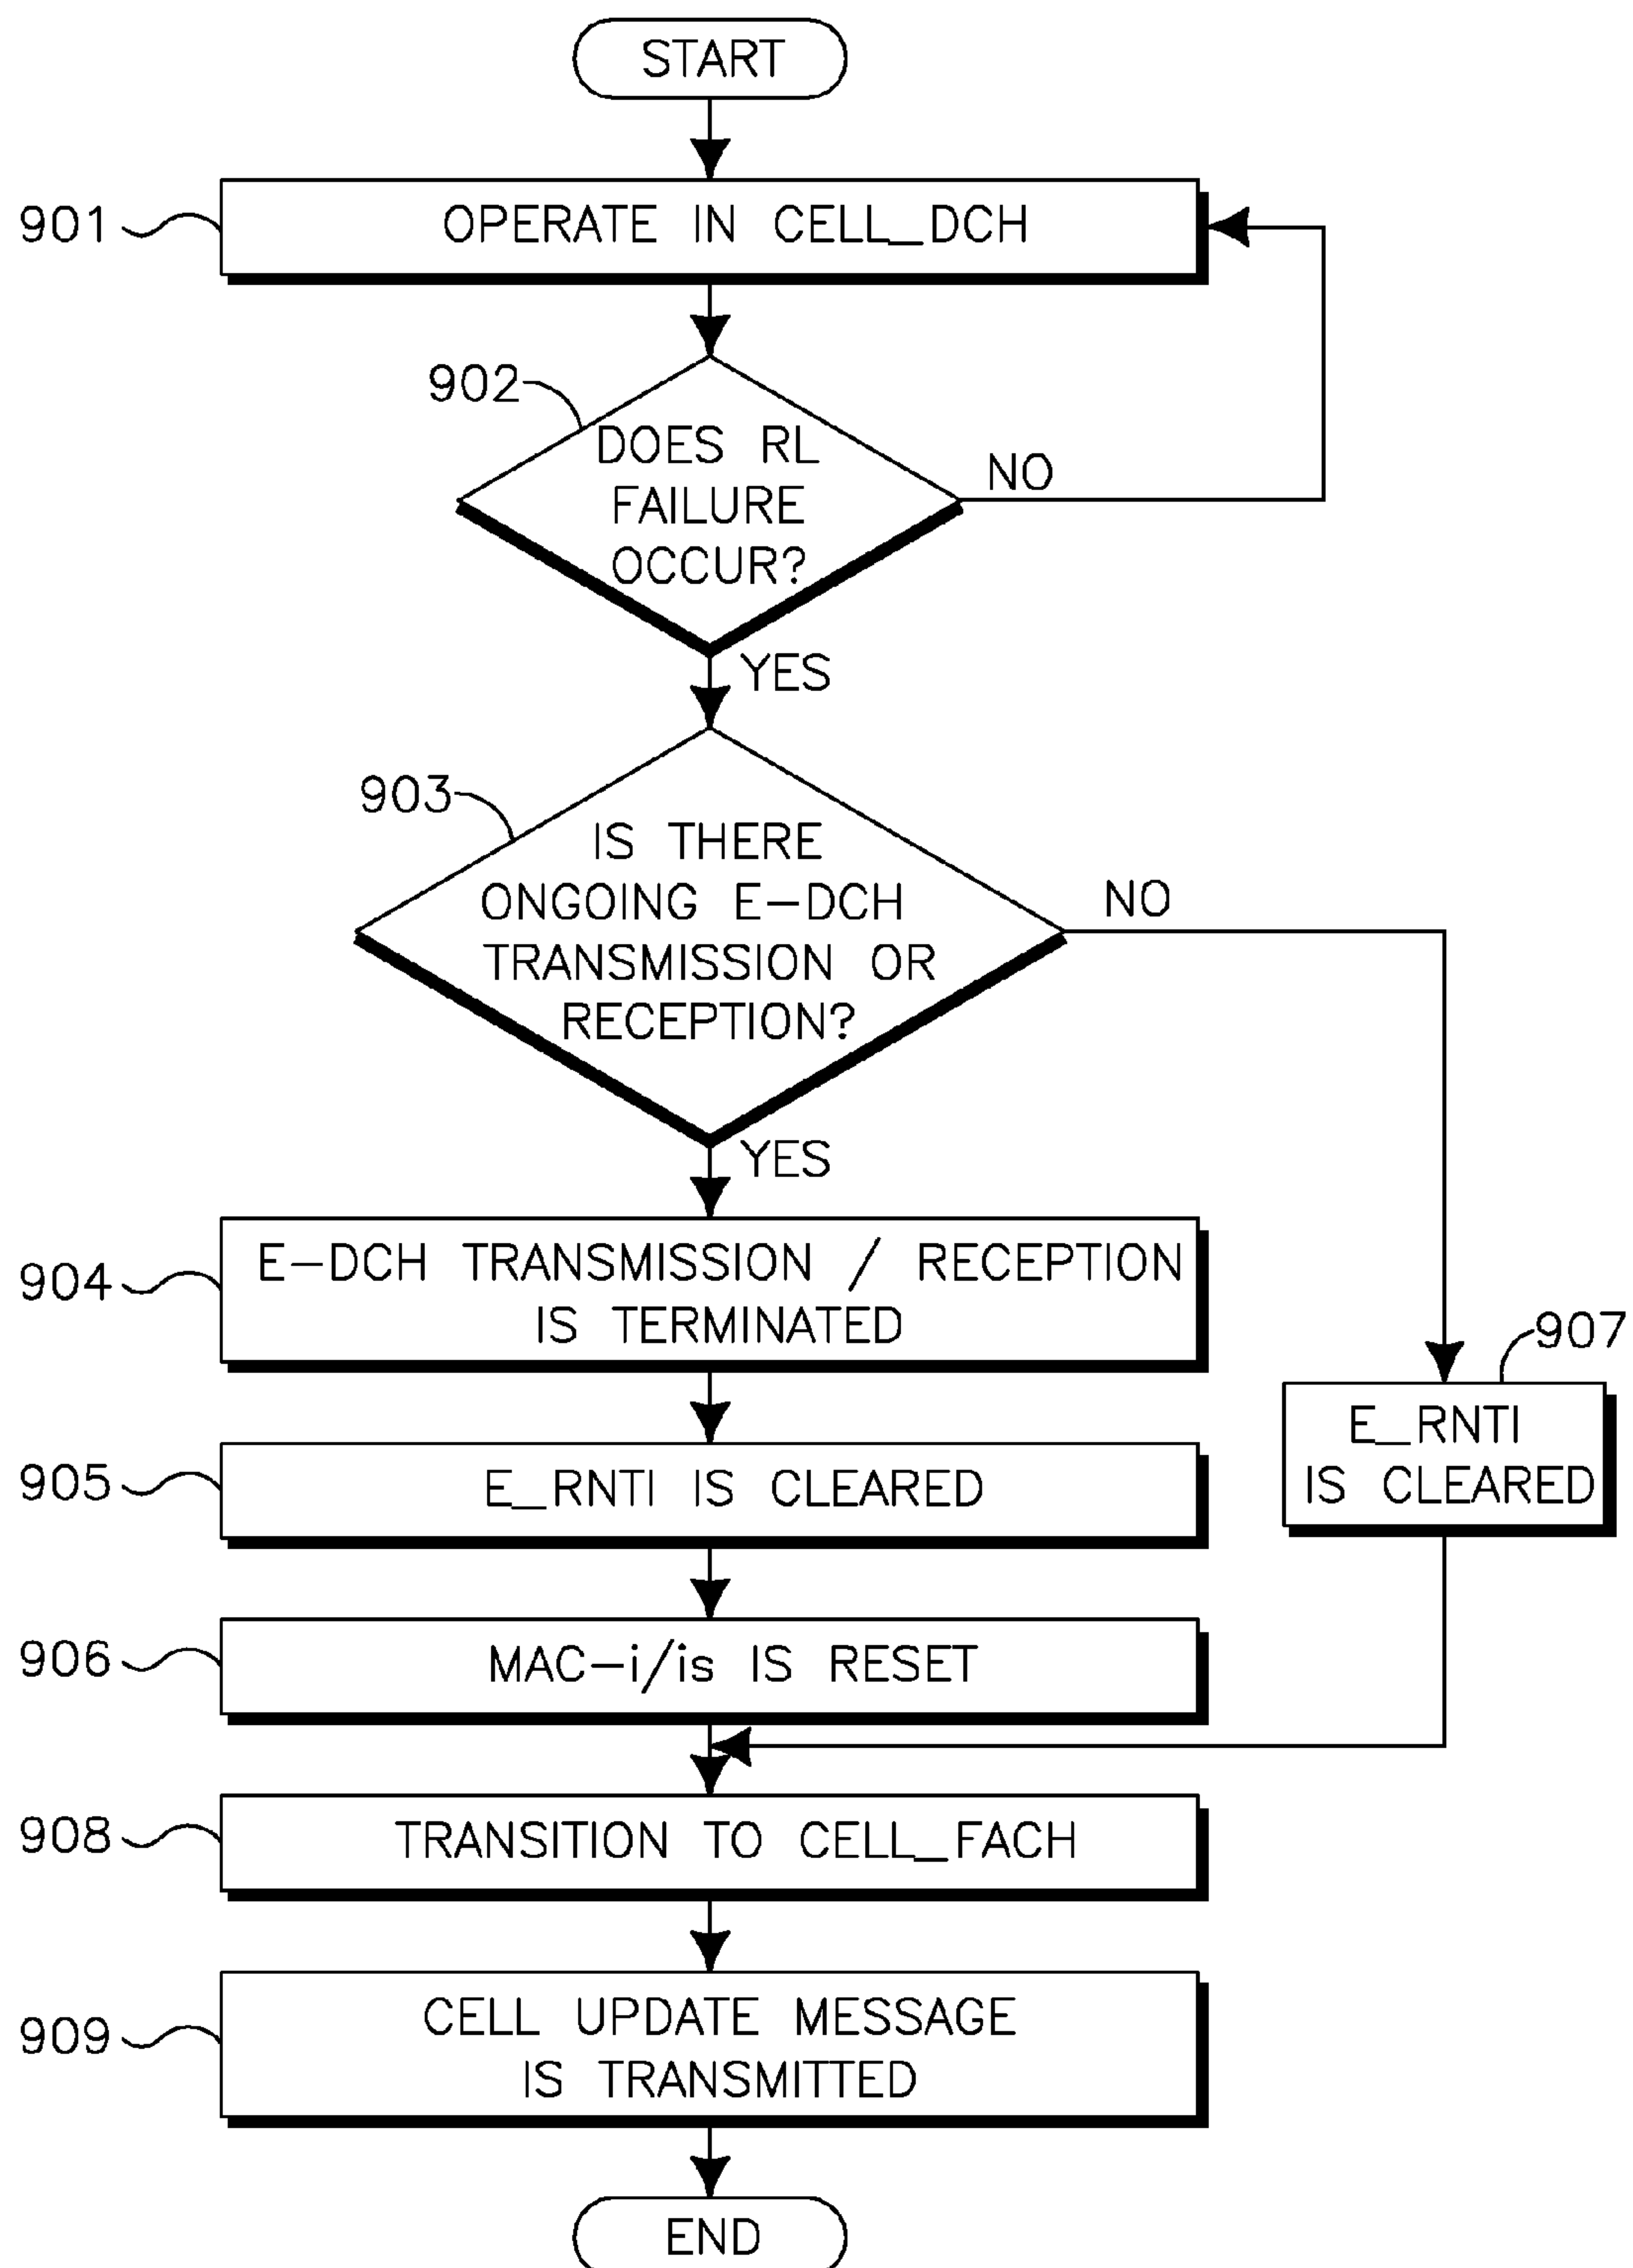 START
901
OPERATE IN CELL_DCH
902
DOES RL
FAILURE
OCCUR?
NO
YES
903
IS THERE
ONGOING E-DCH
TRANSMISSION OR
RECEPTION?
NO
YES
904
E-DCH TRANSMISSION / RECEPTION
IS TERMINATED
907
E_RNTI
IS CLEARED
905
E_RNTI IS CLEARED
906
MAC-i/is IS RESET
908
TRANSITION TO CELL_FACH
909
CELL UPDATE MESSAGE
IS TRANSMITTED
END